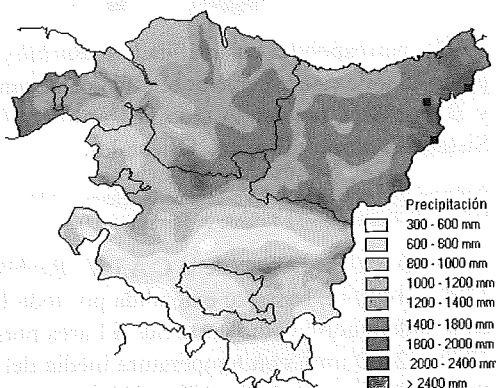 Precipitación
300 - 600 mm
600 - 800 mm
800 - 1000 mm
1000 - 1200 mm
1200 - 1400 mm
1400 - 1800 mm
1800 - 2000 mm
2000 - 2400 mm
> 2400 mm